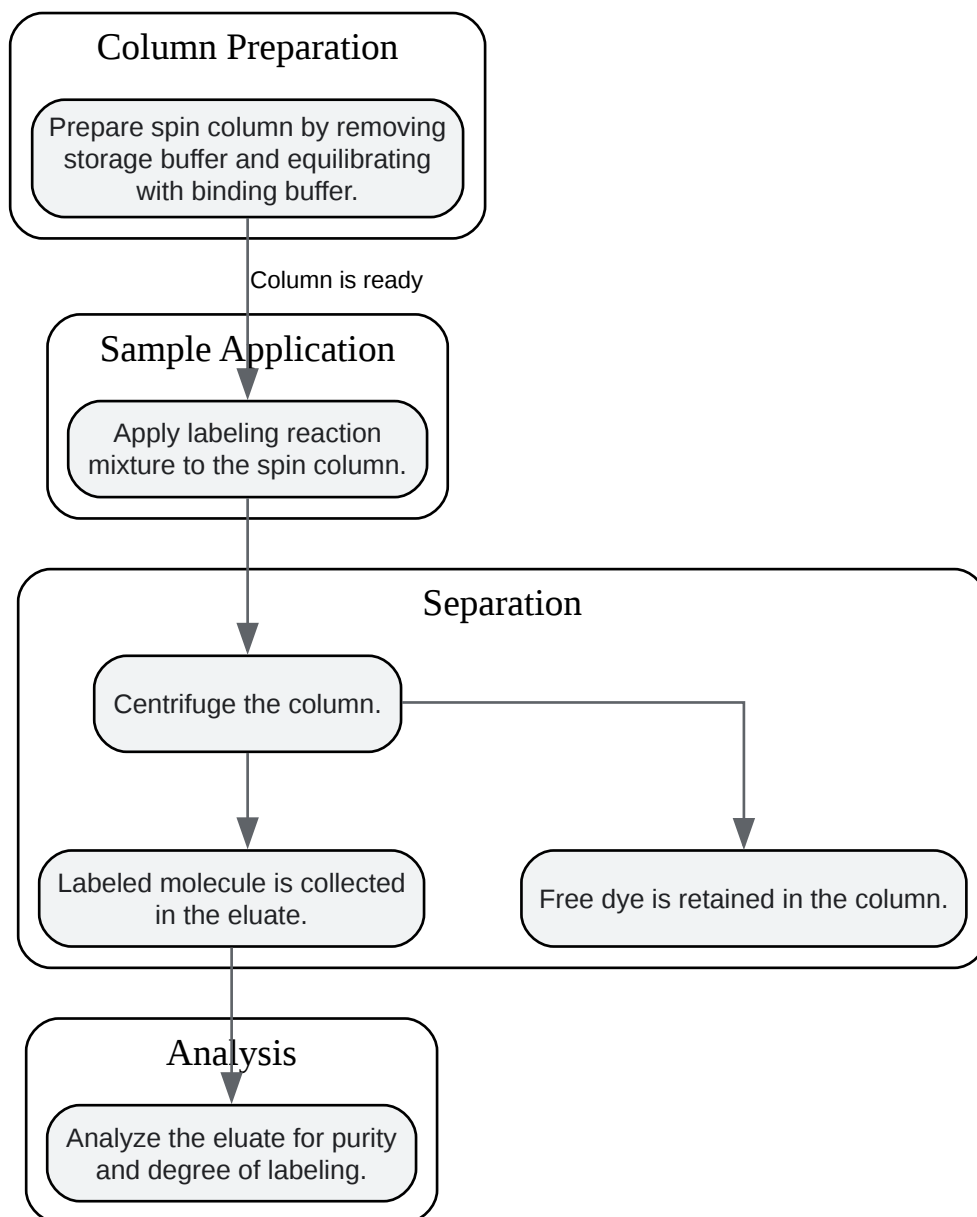 Column Preparation
Prepare spin column by removing
storage buffer and equilibrating
with binding buffer.
Column is ready
Sample Application
Apply labeling reaction
mixture to the spin column.
Separation
Centrifuge the column.
Labeled molecule is collected
in the eluate.
Free dye is retained in the column.
Analysis
Analyze the eluate for purity
and degree of labeling.